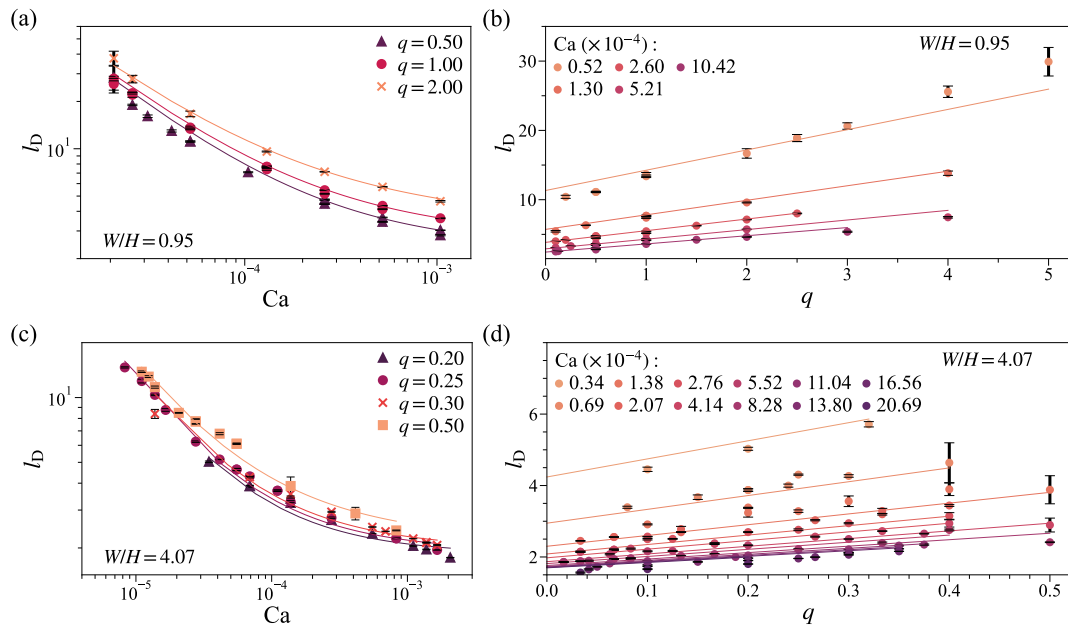 (a)
l_D
10¹
10⁻⁴
10⁻³
Ca
q = 0.50
q = 1.00
q = 2.00
W/H = 0.95
(b)
l_D
30
20
10
0
1
2
3
4
5
q
Ca (×10⁻⁴) :
0.52
2.60
10.42
1.30
5.21
W/H = 0.95
(c)
l_D
10¹
10⁻⁵
10⁻⁴
10⁻³
Ca
q = 0.20
q = 0.25
q = 0.30
q = 0.50
W/H = 4.07
(d)
l_D
8
6
4
2
0.0
0.1
0.2
0.3
0.4
0.5
q
Ca (×10⁻⁴) :
0.34
1.38
2.76
5.52
11.04
16.56
0.69
2.07
4.14
8.28
13.80
20.69
W/H = 4.07